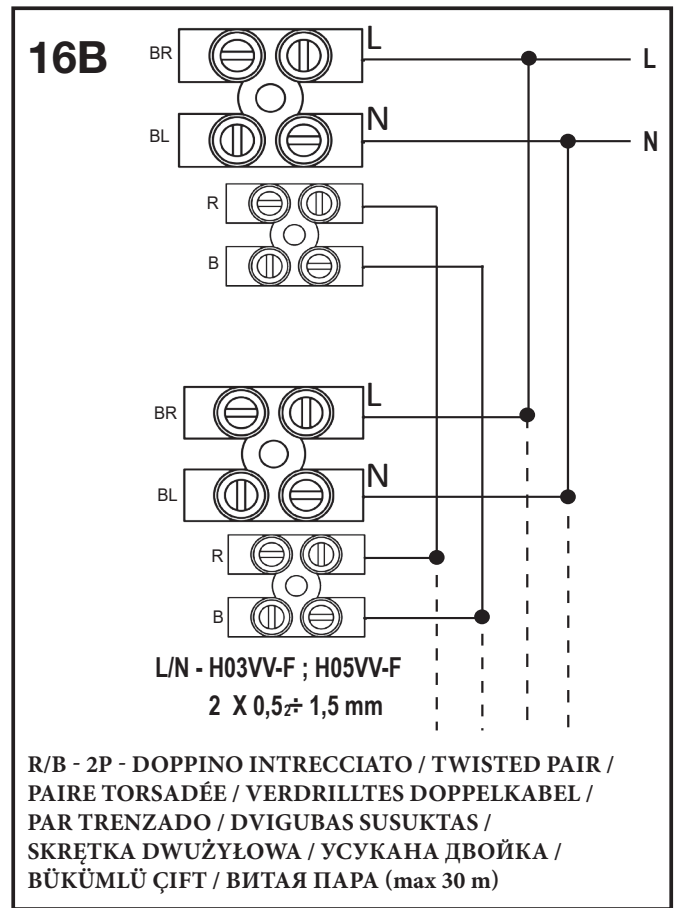 16B
BR L L
BL N N
R
B
BR L
BL N
R
B
L/N - H03VV-F ; H05VV-F
2 X 0,5₂÷ 1,5 mm
R/B - 2P - DOPPINO INTRECCIATO / TWISTED PAIR /
PAIRE TORSADÉE / VERDRILLTES DOPPELKABEL /
PAR TRENZADO / DVIGUBAS SUSUKTAS /
SKRĘTKA DWUŻYŁOWA / УСУКАНА ДВОЙКА /
BÜKÜMLÜ ÇIFT / ВИТАЯ ПАРА (max 30 m)